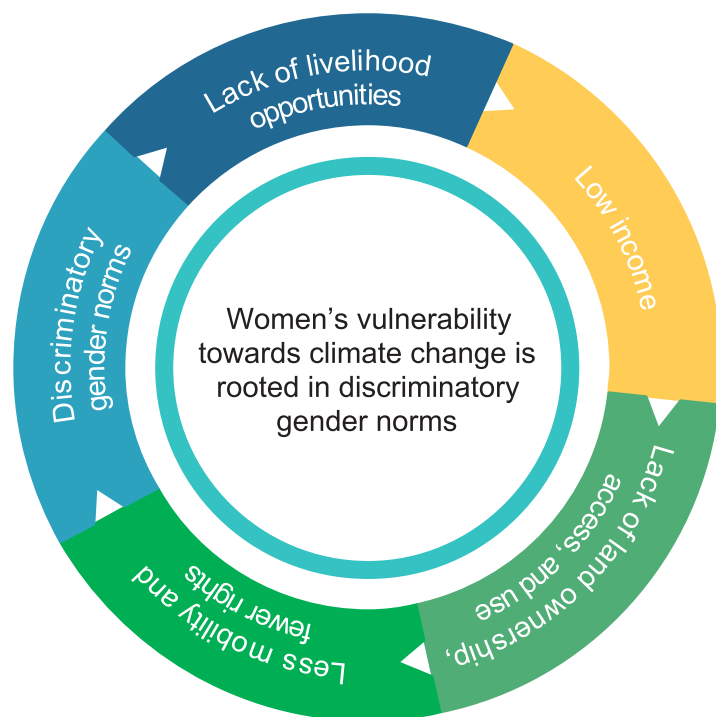 Lack of livelihood
opportunities
Low income
Lack of land ownership,
access, and use
Less mobility and
fewer rights
Discriminatory
gender norms
Women’s vulnerability
towards climate change is
rooted in discriminatory
gender norms